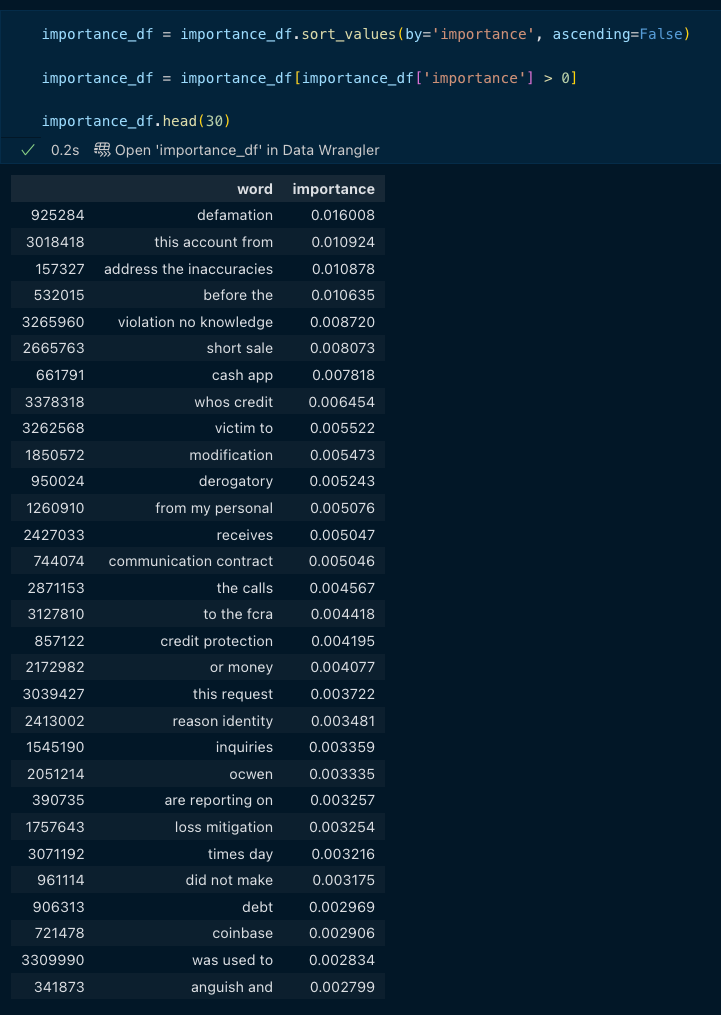 importance_df = importance_df.sort_values(by='importance', ascending=False)
importance_df = importance_df[importance_df['importance'] > 0]
importance_df.head(30)
0.2s Open 'importance_df' in Data Wrangler
word importance
925284 defamation 0.016008
3018418 this account from 0.010924
157327 address the inaccuracies 0.010878
532015 before the 0.010635
3265960 violation no knowledge 0.008720
2665763 short sale 0.008073
661791 cash app 0.007818
3378318 whos credit 0.006454
3262568 victim to 0.005522
1850572 modification 0.005473
950024 derogatory 0.005243
1260910 from my personal 0.005076
2427033 receives 0.005047
744074 communication contract 0.005046
2871153 the calls 0.004567
3127810 to the fcra 0.004418
857122 credit protection 0.004195
2172982 or money 0.004077
3039427 this request 0.003722
2413002 reason identity 0.003481
1545190 inquiries 0.003359
2051214 ocwen 0.003335
390735 are reporting on 0.003257
1757643 loss mitigation 0.003254
3071192 times day 0.003216
961114 did not make 0.003175
906313 debt 0.002969
721478 coinbase 0.002906
3309990 was used to 0.002834
341873 anguish and 0.002799